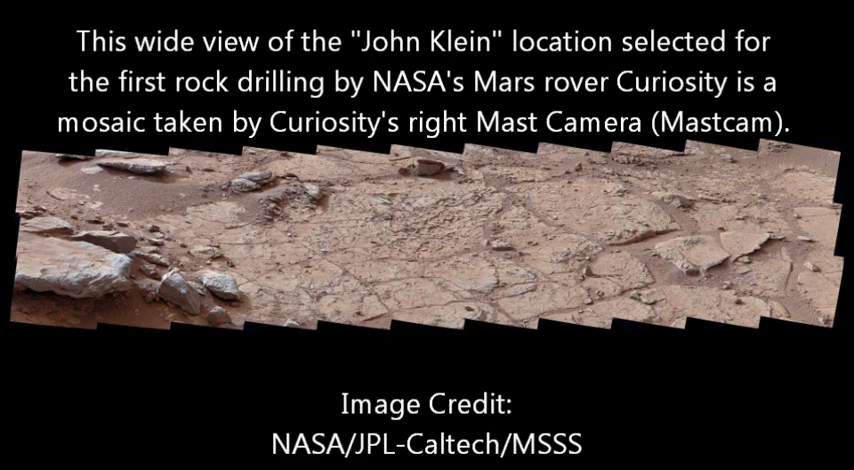 This wide view of the "John Klein" location selected for
the first rock drilling by NASA's Mars rover Curiosity is a
mosaic taken by Curiosity's right Mast Camera (Mastcam).
Image Credit:
NASA/JPL-Caltech/MSSS